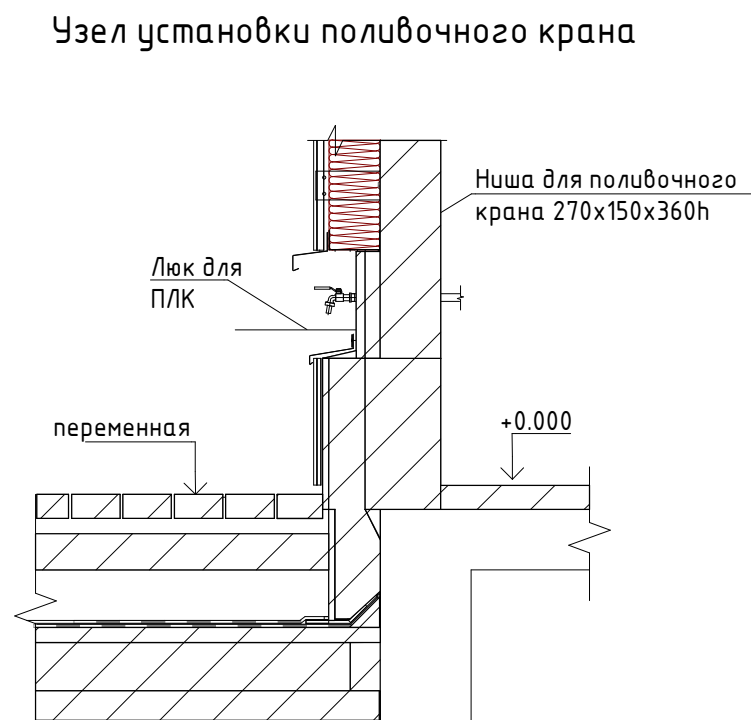 Узел установки поливочного крана
Ниша для поливочного
крана 270х150х360h
Люк для
ПЛК
переменная
+0.000